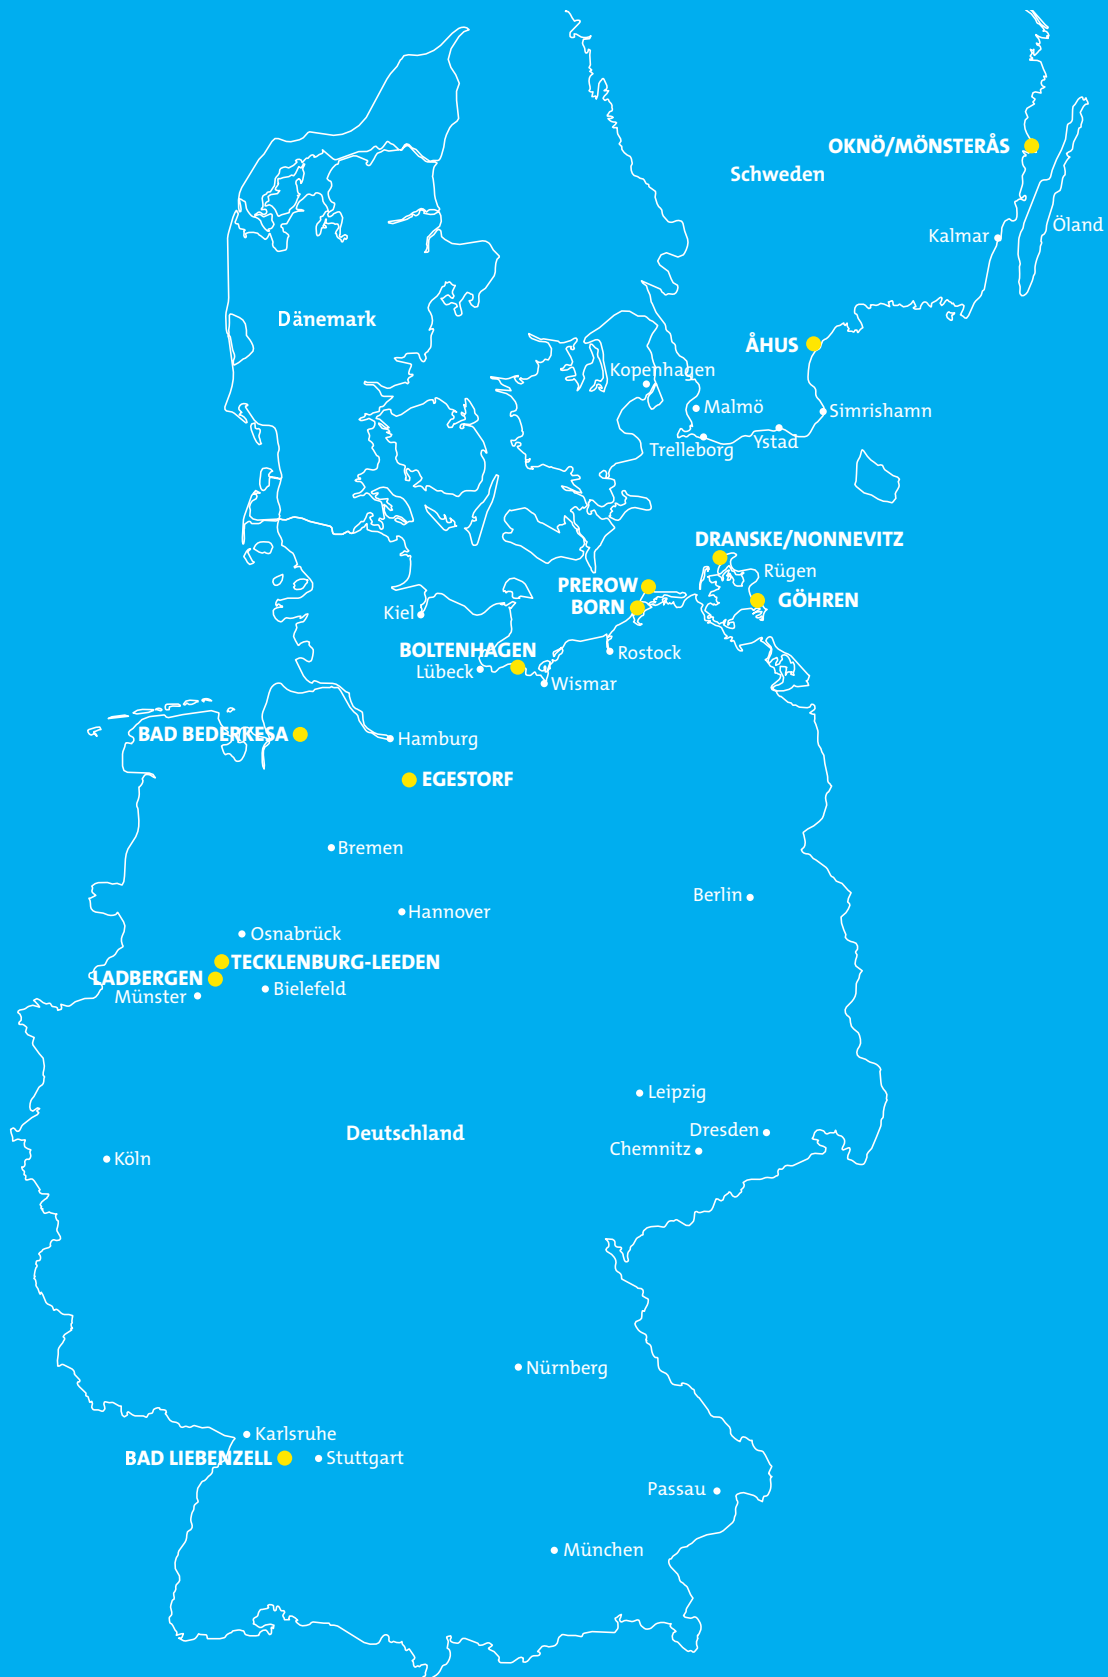 OKNÖ/MÖNSTERÅS
Schweden
Öland
Kalmar
Dänemark
ÅHUS
Kopenhagen
Malmö
Simrishamn
Ystad
Trelleborg
DRANSKE/NONNEVITZ
Rügen
PREROW
GÖHREN
BORN
Kiel
BOLTENHAGEN
Rostock
Lübeck
Wismar
BAD BEDERKESA
Hamburg
EGESTORF
Bremen
Berlin
Hannover
Osnabrück
TECKLENBURG-LEEDEN
LADBERGEN
Bielefeld
Münster
Leipzig
Dresden
Deutschland
Chemnitz
Köln
Nürnberg
Karlsruhe
BAD LIEBENZELL
Stuttgart
Passau
München